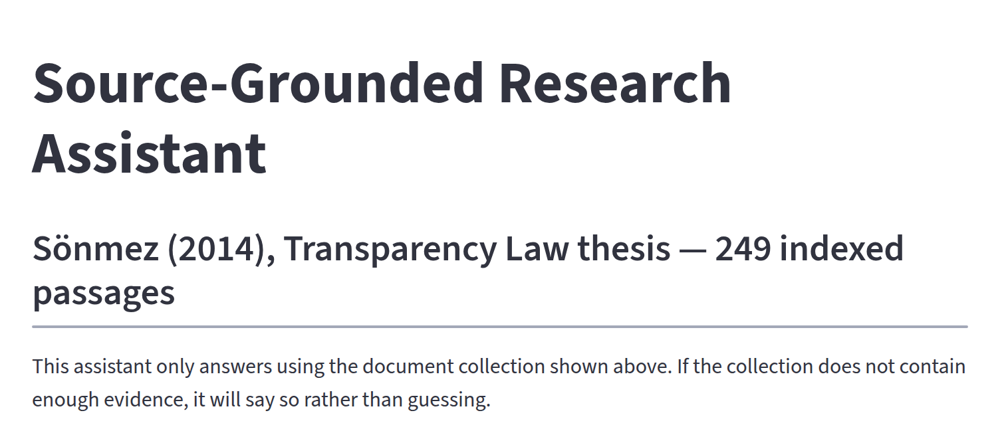 Source-Grounded Research
Assistant
Sönmez (2014), Transparency Law thesis — 249 indexed
passages
This assistant only answers using the document collection shown above. If the collection does not contain
enough evidence, it will say so rather than guessing.